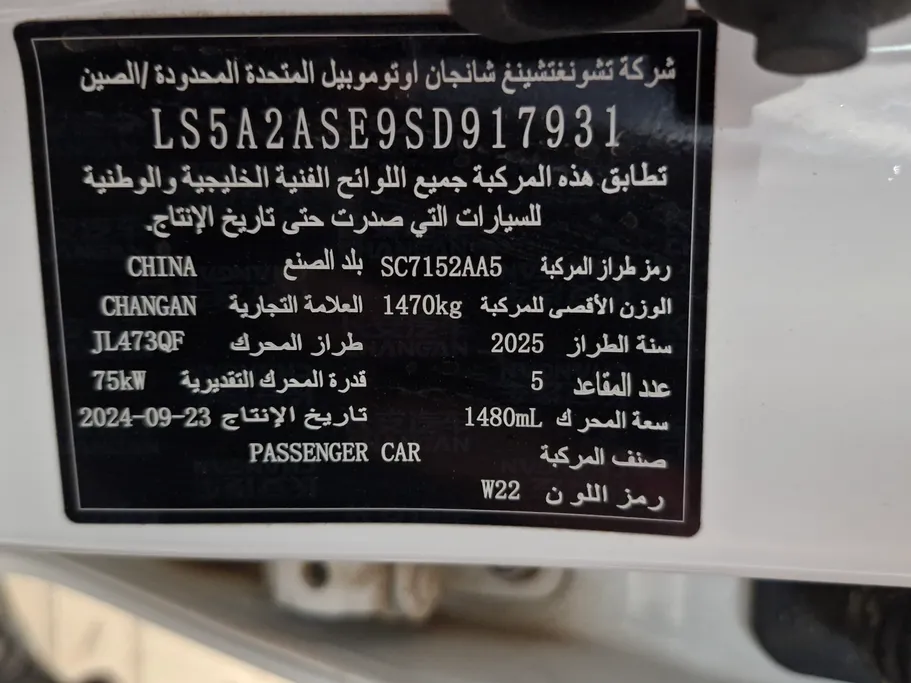 شركة تشونغتشينغ شانجان اوتوموبيل المتحدة المحدودة /الصين
LS5A2ASE9SD917931
تطابق هذه المركبة جميع اللوائح الفنية الخليجية والوطنية
للسيارات التي صدرت حتى تاريخ الإنتاج.
رمز طراز المركبة SC7152AA5 بلد الصنع CHINA
الوزن الأقصى للمركبة 1470kg العلامة التجارية CHANGAN
سنة الطراز 2025 طراز المحرك JL473QF
عدد المقاعد 5 قدرة المحرك التقديرية 75kW
سعة المحرك 1480mL تاريخ الإنتاج 2024-09-23
صنف المركبة PASSENGER CAR
رمز اللون W22